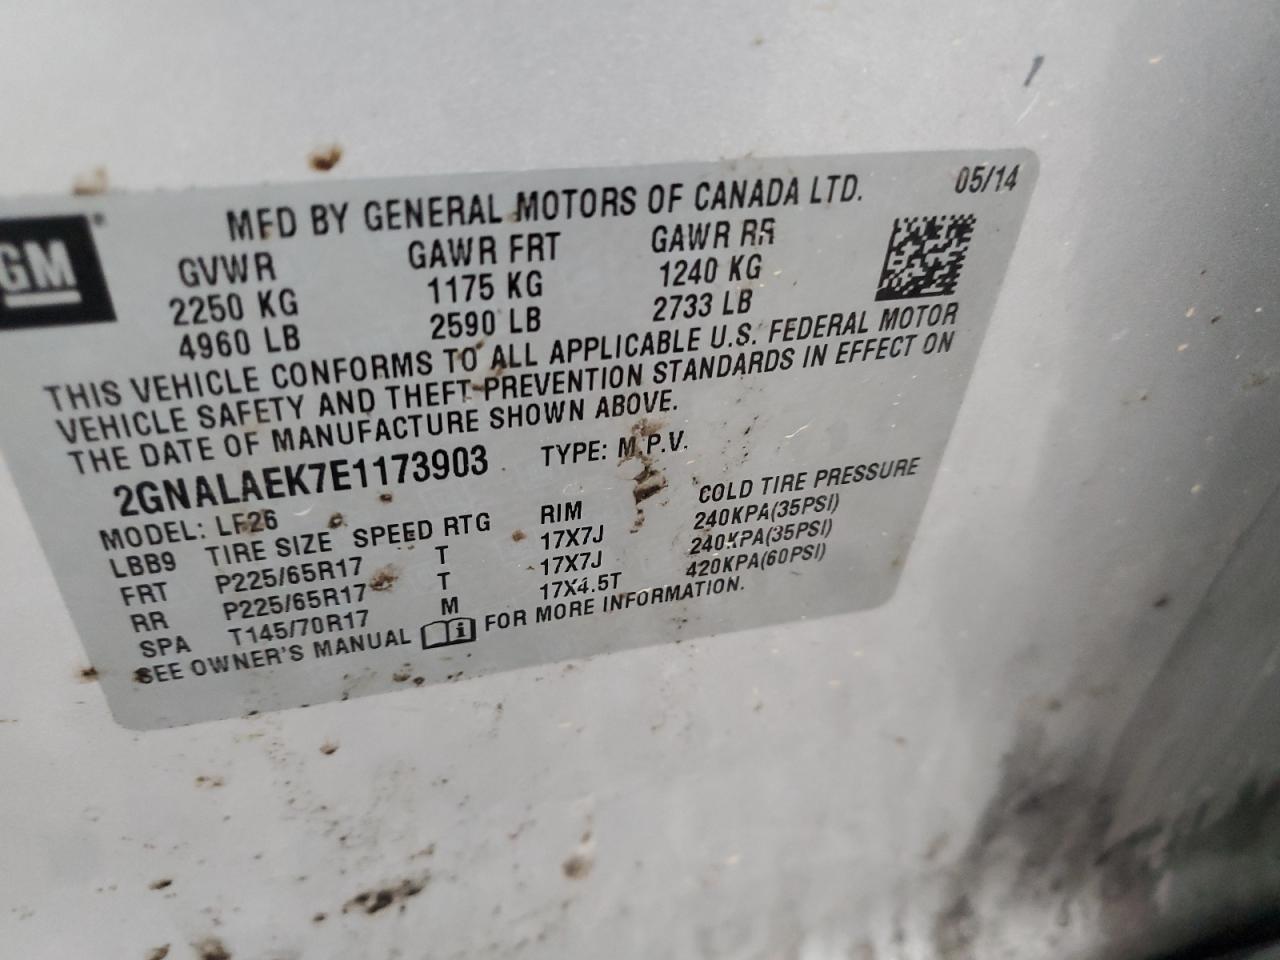 05/14
GM®
MFD BY GENERAL MOTORS OF CANADA LTD.
GVWR GAWR FRT GAWR RR
2250 KG 1175 KG 1240 KG
4960 LB 2590 LB 2733 LB
THIS VEHICLE CONFORMS TO ALL APPLICABLE U.S. FEDERAL MOTOR
VEHICLE SAFETY AND THEFT PREVENTION STANDARDS IN EFFECT ON
THE DATE OF MANUFACTURE SHOWN ABOVE.
2GNALAEK7E1173903 TYPE: M.P.V.
MODEL: LF26
LBB9 TIRE SIZE SPEED RTG RIM COLD TIRE PRESSURE
FRT P225/65R17 T 17X7J 240KPA(35PSI)
RR P225/65R17 T 17X7J 240KPA(35PSI)
SPA T145/70R17 M 17X4.5T 420KPA(60PSI)
SEE OWNER'S MANUAL i FOR MORE INFORMATION.